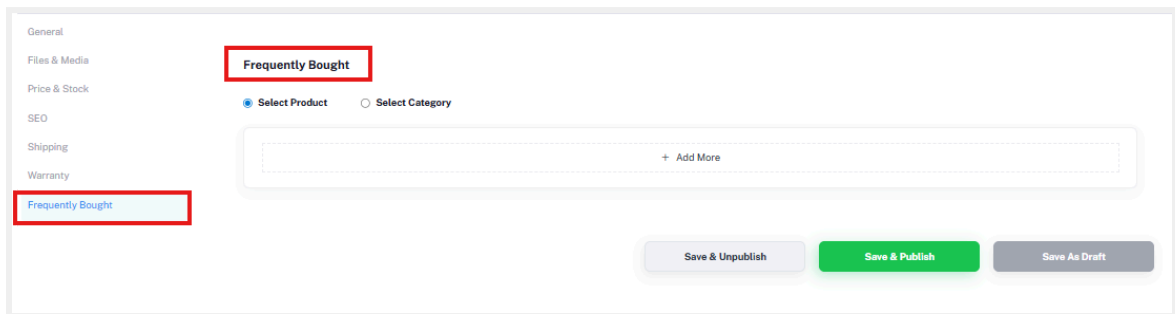 General
Files & Media
Price & Stock
SEO
Shipping
Warranty
Frequently Bought
Frequently Bought
Select Product
Select Category
+ Add More
Save & Unpublish
Save & Publish
Save As Draft